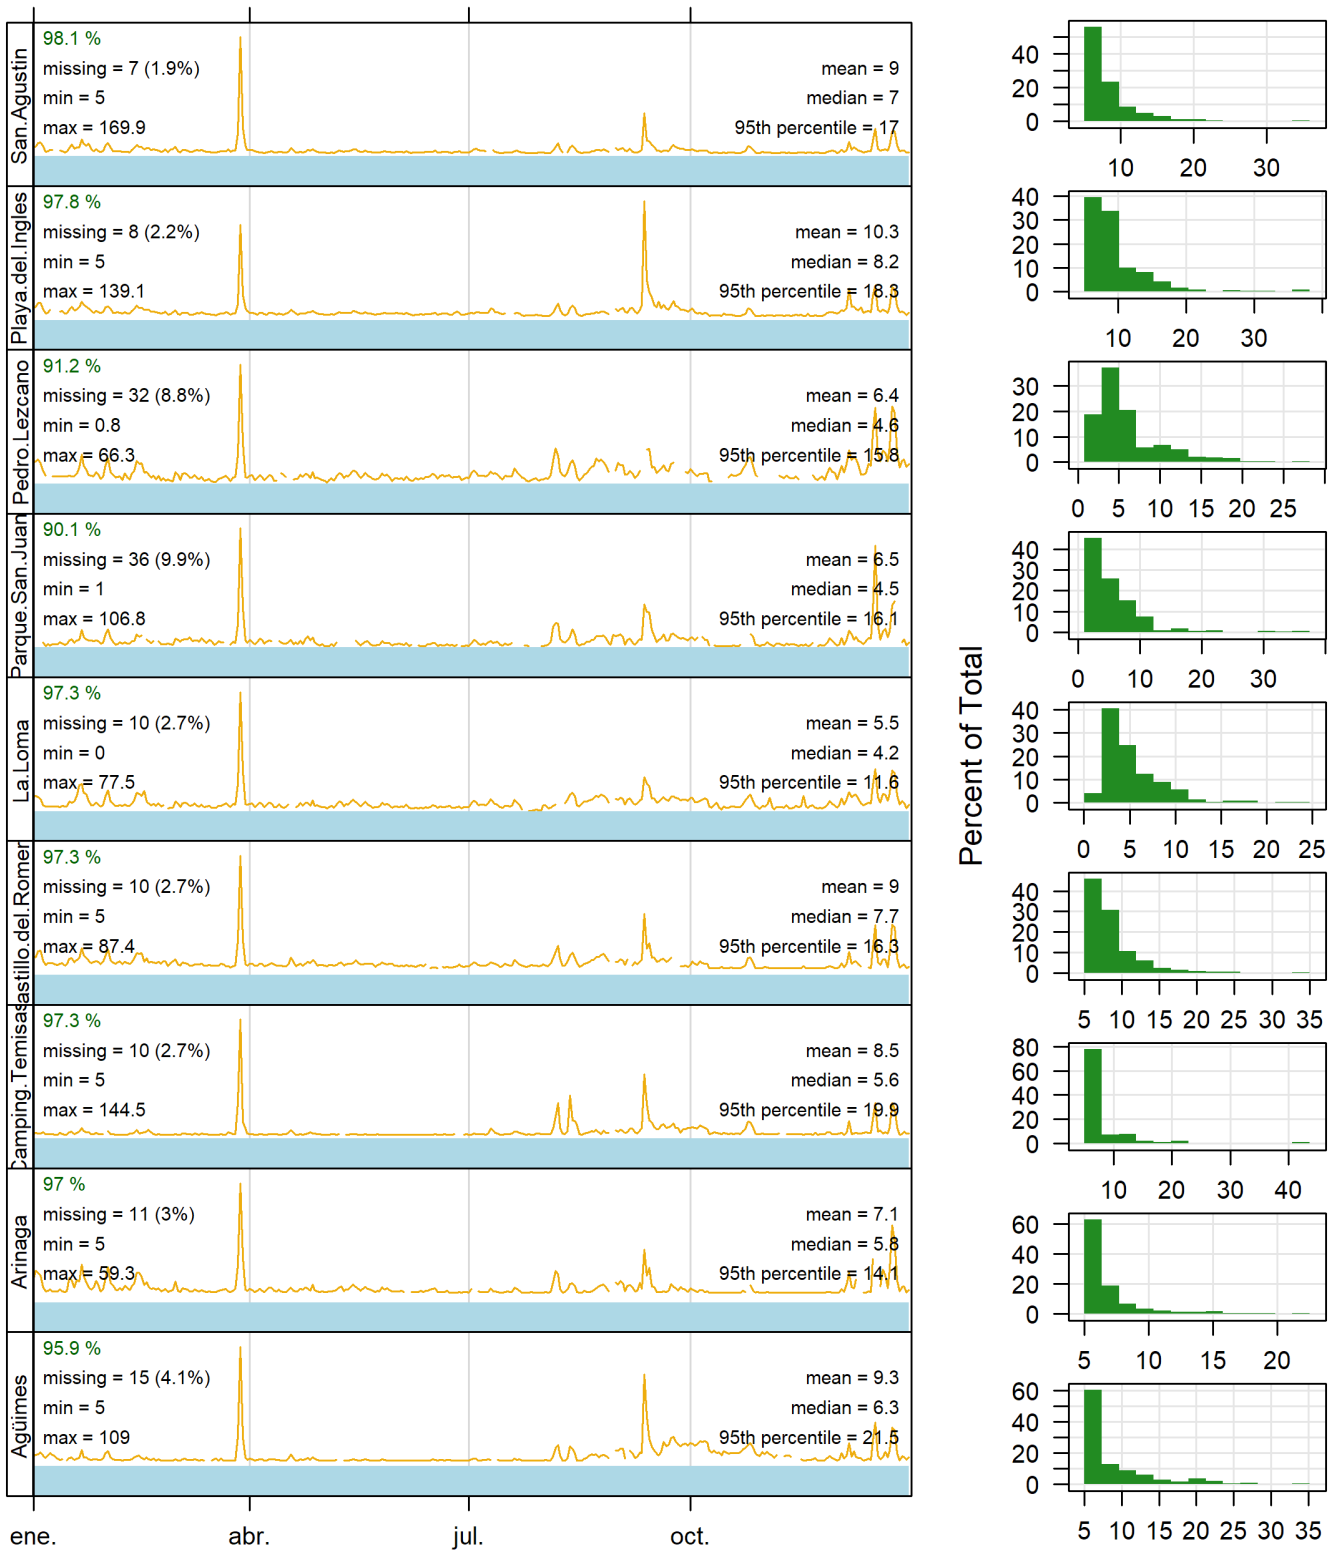 San.Agustin
98.1 %
missing = 7 (1.9%)
min = 5
max = 169.9
mean = 9
median = 7
95th percentile = 17
40
20
0
10 20 30
Playa.del.Ingles
97.8 %
missing = 8 (2.2%)
min = 5
max = 139.1
mean = 10.3
median = 8.2
95th percentile = 18.3
40
30
20
10
0
10 20 30
Pedro.Lezcano
91.2 %
missing = 32 (8.8%)
min = 0.8
max = 66.3
mean = 6.4
median = 4.6
95th percentile = 15.8
30
20
10
0
0 5 10 15 20 25
Parque.San.Juan
90.1 %
missing = 36 (9.9%)
min = 1
max = 106.8
mean = 6.5
median = 4.5
95th percentile = 16.1
40
30
20
10
0
0 10 20 30
La.Loma
97.3 %
missing = 10 (2.7%)
min = 0
max = 77.5
mean = 5.5
median = 4.2
95th percentile = 11.6
Percent of Total
40
30
20
10
0
0 5 10 15 20 25
astillo.del.Romer
97.3 %
missing = 10 (2.7%)
min = 5
max = 87.4
mean = 9
median = 7.7
95th percentile = 16.3
40
30
20
10
0
5 10 15 20 25 30 35
Camping.Temisas
97.3 %
missing = 10 (2.7%)
min = 5
max = 144.5
mean = 8.5
median = 5.6
95th percentile = 19.9
80
60
40
20
0
10 20 30 40
Arinaga
97 %
missing = 11 (3%)
min = 5
max = 59.3
mean = 7.1
median = 5.8
95th percentile = 14.1
60
40
20
0
5 10 15 20
Agüimes
95.9 %
missing = 15 (4.1%)
min = 5
max = 109
mean = 9.3
median = 6.3
95th percentile = 21.5
60
40
20
0
5 10 15 20 25 30 35
ene. abr. jul. oct.